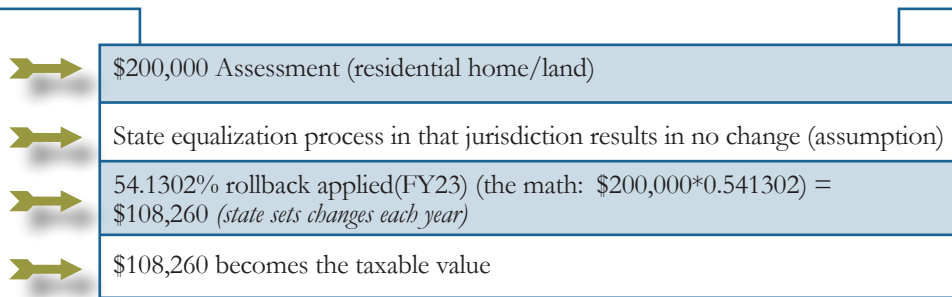 $200,000 Assessment (residential home/land)
State equalization process in that jurisdiction results in no change (assumption)
54.1302% rollback applied(FY23) (the math: $200,000*0.541302) =
$108,260 (state sets changes each year)
$108,260 becomes the taxable value